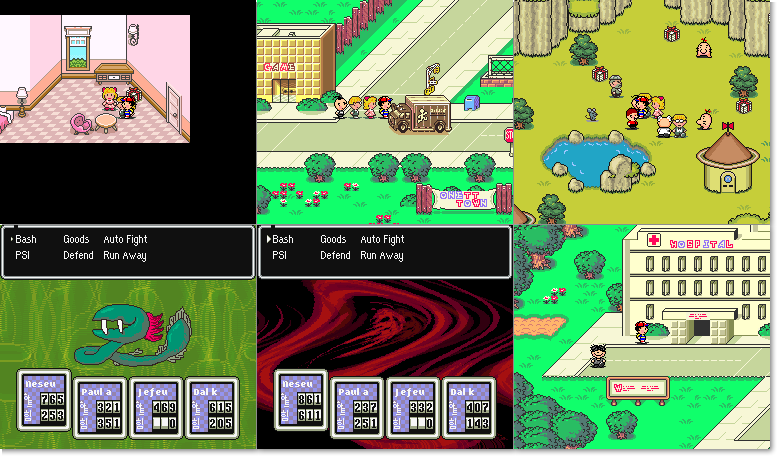 GAME
ONETT
TOWN
Bash Goods Auto Fight
PSI Defend Run Away
Neseu
765
253
Paula
321
351
Jefeu
463
0
Dalk
615
205
Bash Goods Auto Fight
PSI Defend Run Away
Neseu
861
611
Paula
237
251
Jefeu
332
0
Dalk
407
143
HOSPITAL